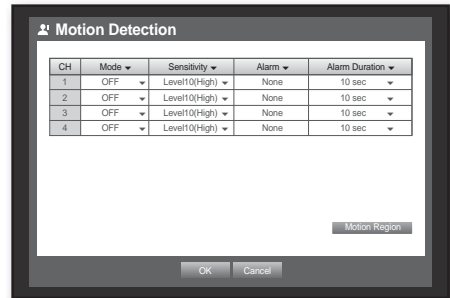 Motion Detection
CH Mode Sensitivity Alarm Alarm Duration
1 OFF Level10(High) None 10 sec
2 OFF Level10(High) None 10 sec
3 OFF Level10(High) None 10 sec
4 OFF Level10(High) None 10 sec
Motion Region
OK Cancel